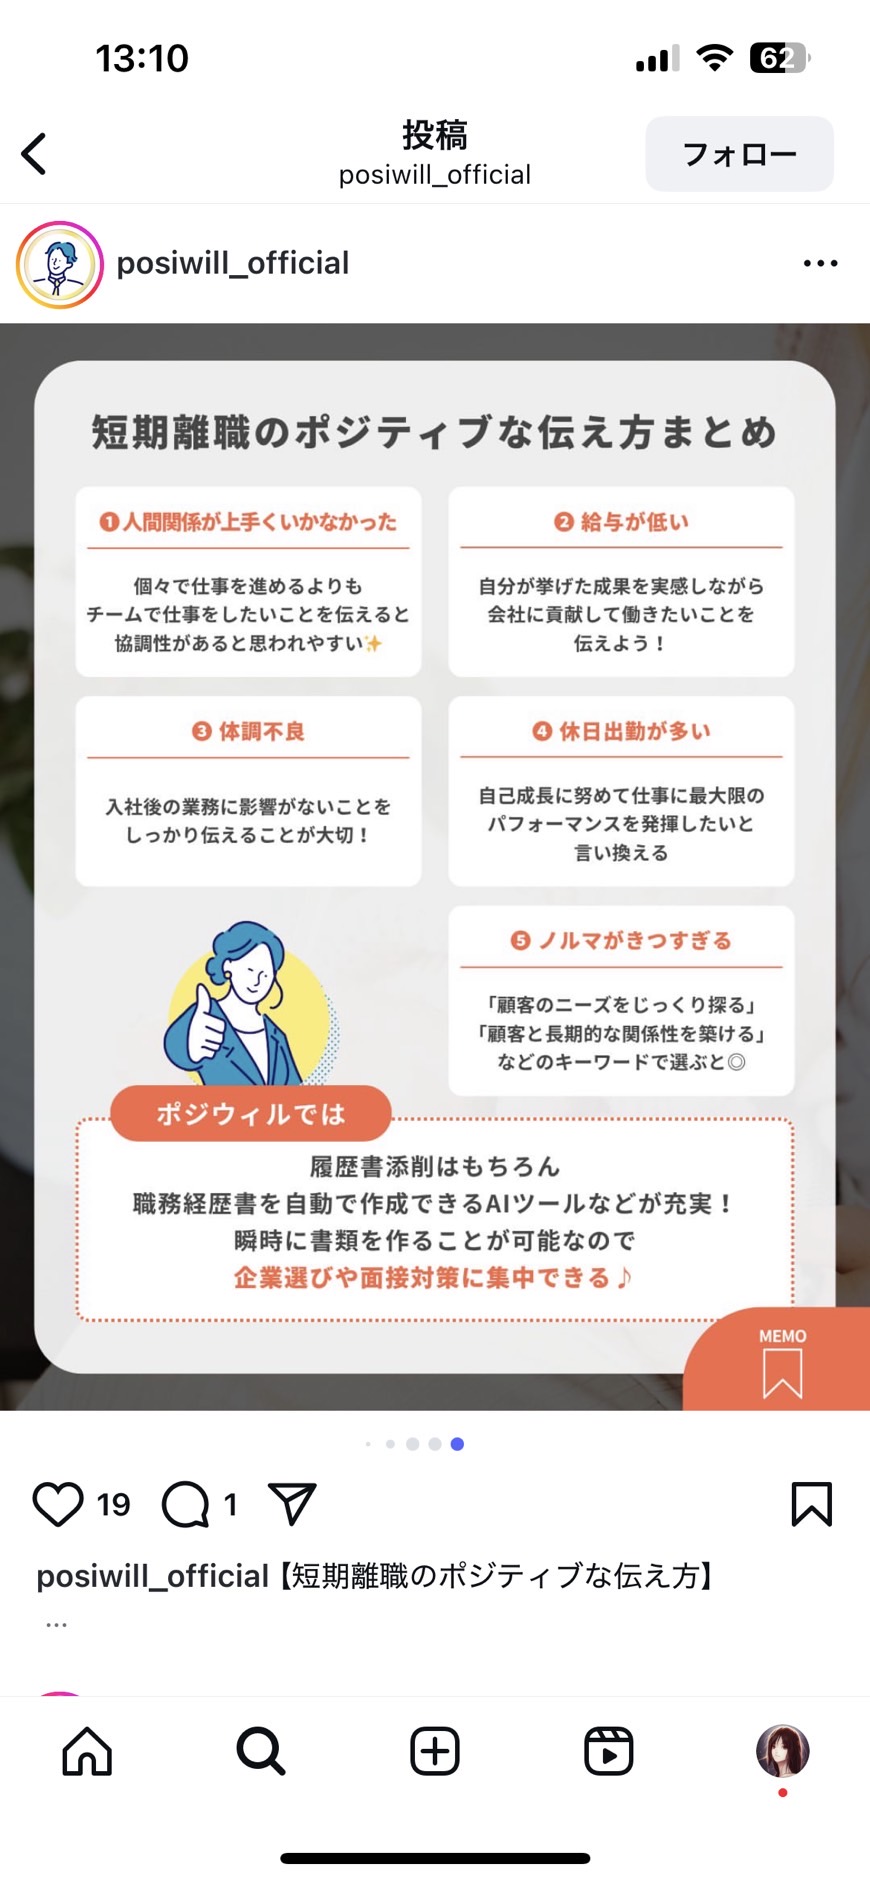 13:10
62
投稿
posiwill_official
フォロー
posiwill_official
短期離職のポジティブな伝え方まとめ
❶人間関係が上手くいかなかった
個々で仕事を進めるよりも
チームで仕事をしたいことを伝えると
協調性があると思われやすい✨
❷ 給与が低い
自分が挙げた成果を実感しながら
会社に貢献して働きたいことを
伝えよう！
❸ 体調不良
入社後の業務に影響がないことを
しっかり伝えることが大切！
❹ 休日出勤が多い
自己成長に努めて仕事に最大限の
パフォーマンスを発揮したいと
言い換える
❺ ノルマがきつすぎる
「顧客のニーズをじっくり探る」
「顧客と長期的な関係性を築ける」
などのキーワードで選ぶと◎
ポジウィルでは
履歴書添削はもちろん
職務経歴書を自動で作成できるAIツールなどが充実！
瞬時に書類を作ることが可能なので
企業選びや面接対策に集中できる♪
MEMO
19
1
posiwill_official【短期離職のポジティブな伝え方】
...